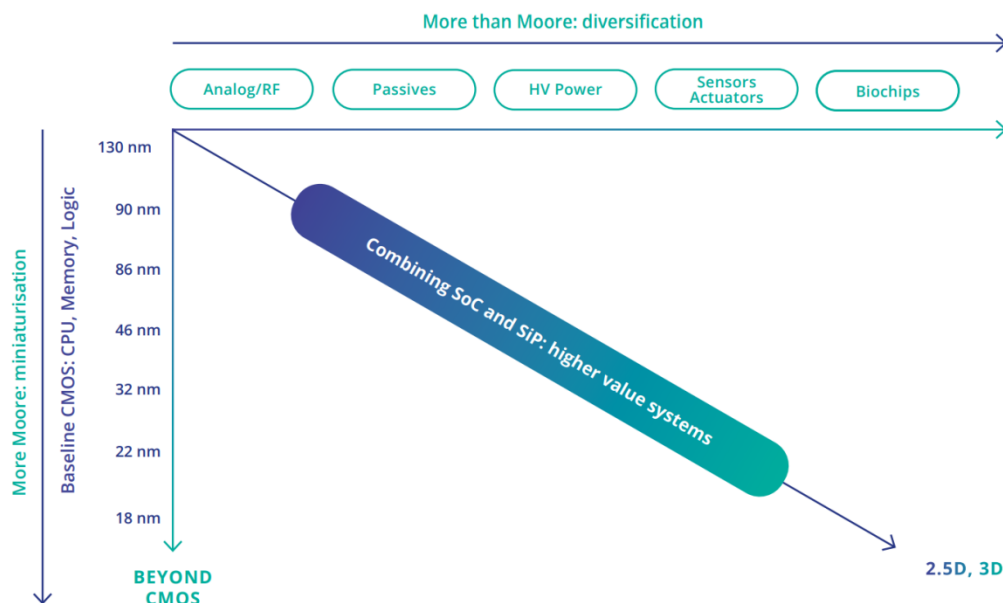 More than Moore: diversification
Analog/RF
Passives
HV Power
Sensors
Actuators
Biochips
More Moore: miniaturisation
Baseline CMOS: CPU, Memory, Logic
130 nm
90 nm
86 nm
46 nm
32 nm
22 nm
18 nm
Combining SoC and SiP: higher value systems
BEYOND
CMOS
2.5D, 3D